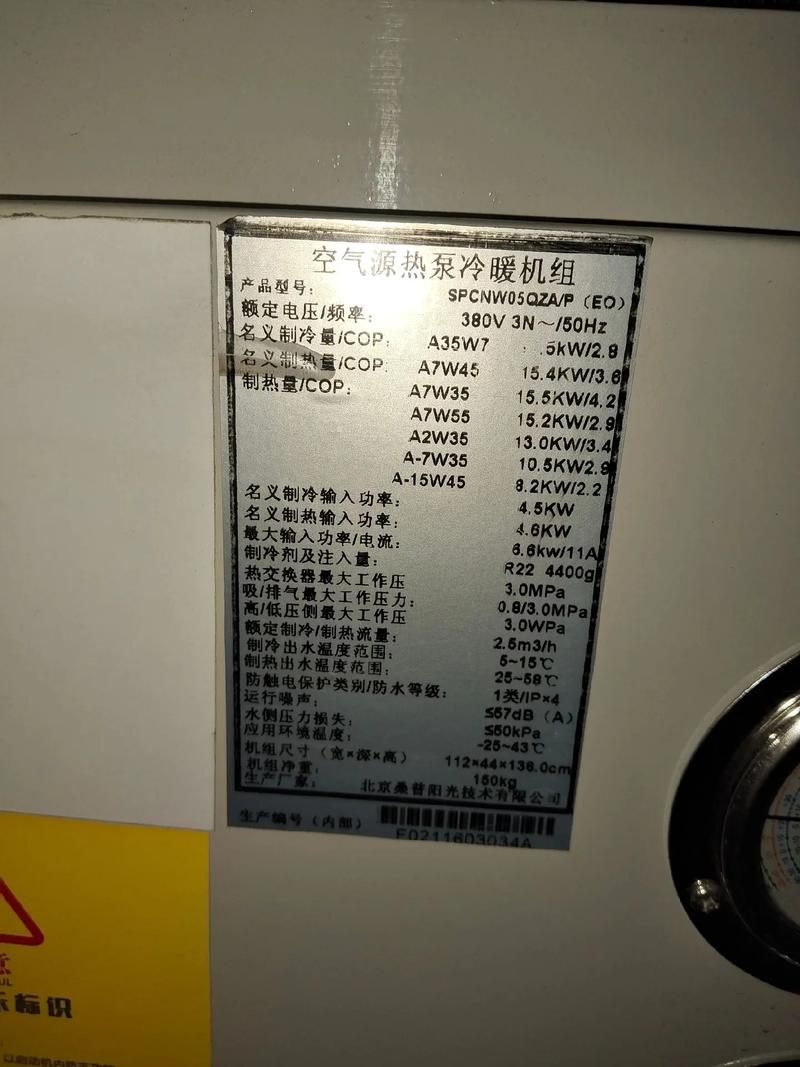 空气源热泵冷暖机组
产品型号： SPCNW05QZA/P（EO）
额定电压/频率： 380V 3N～/50Hz
名义制冷量/COP： A35W7 .5kW/2.8
名义制热量/COP： A7W45 15.4KW/3.6
制热量/COP： A7W35 15.5KW/4.2
A7W55 15.2KW/2.9
A2W35 13.0KW/3.4
A-7W35 10.5KW2.9
A-15W45 8.2KW/2.2
名义制冷输入功率： 4.5KW
名义制热输入功率： 4.6KW
最大输入功率/电流： 6.6kw/11A
制冷剂及注入量： R22 4400g
热交换器最大工作压 3.0MPa
吸/排气最大工作压力： 0.8/3.0MPa
高/低压侧最大工作压 3.0WPa
额定制冷/制热流量： 2.5m3/h
制冷出水温度范围： 5~15℃
制热出水温度范围： 25~58℃
防触电保护类别/防水等级： 1类/IP×4
运行噪声： ≤57dB（A）
水侧压力损失： ≤50kPa
应用环境温度： -25~43℃
机组尺寸（宽×深×高） 112×44×136.0cm
机组净重： 150kg
生产厂家： 北京桑普阳光技术有限公司
生产编号（内部） E0211603034A
意
标识
以启动机内